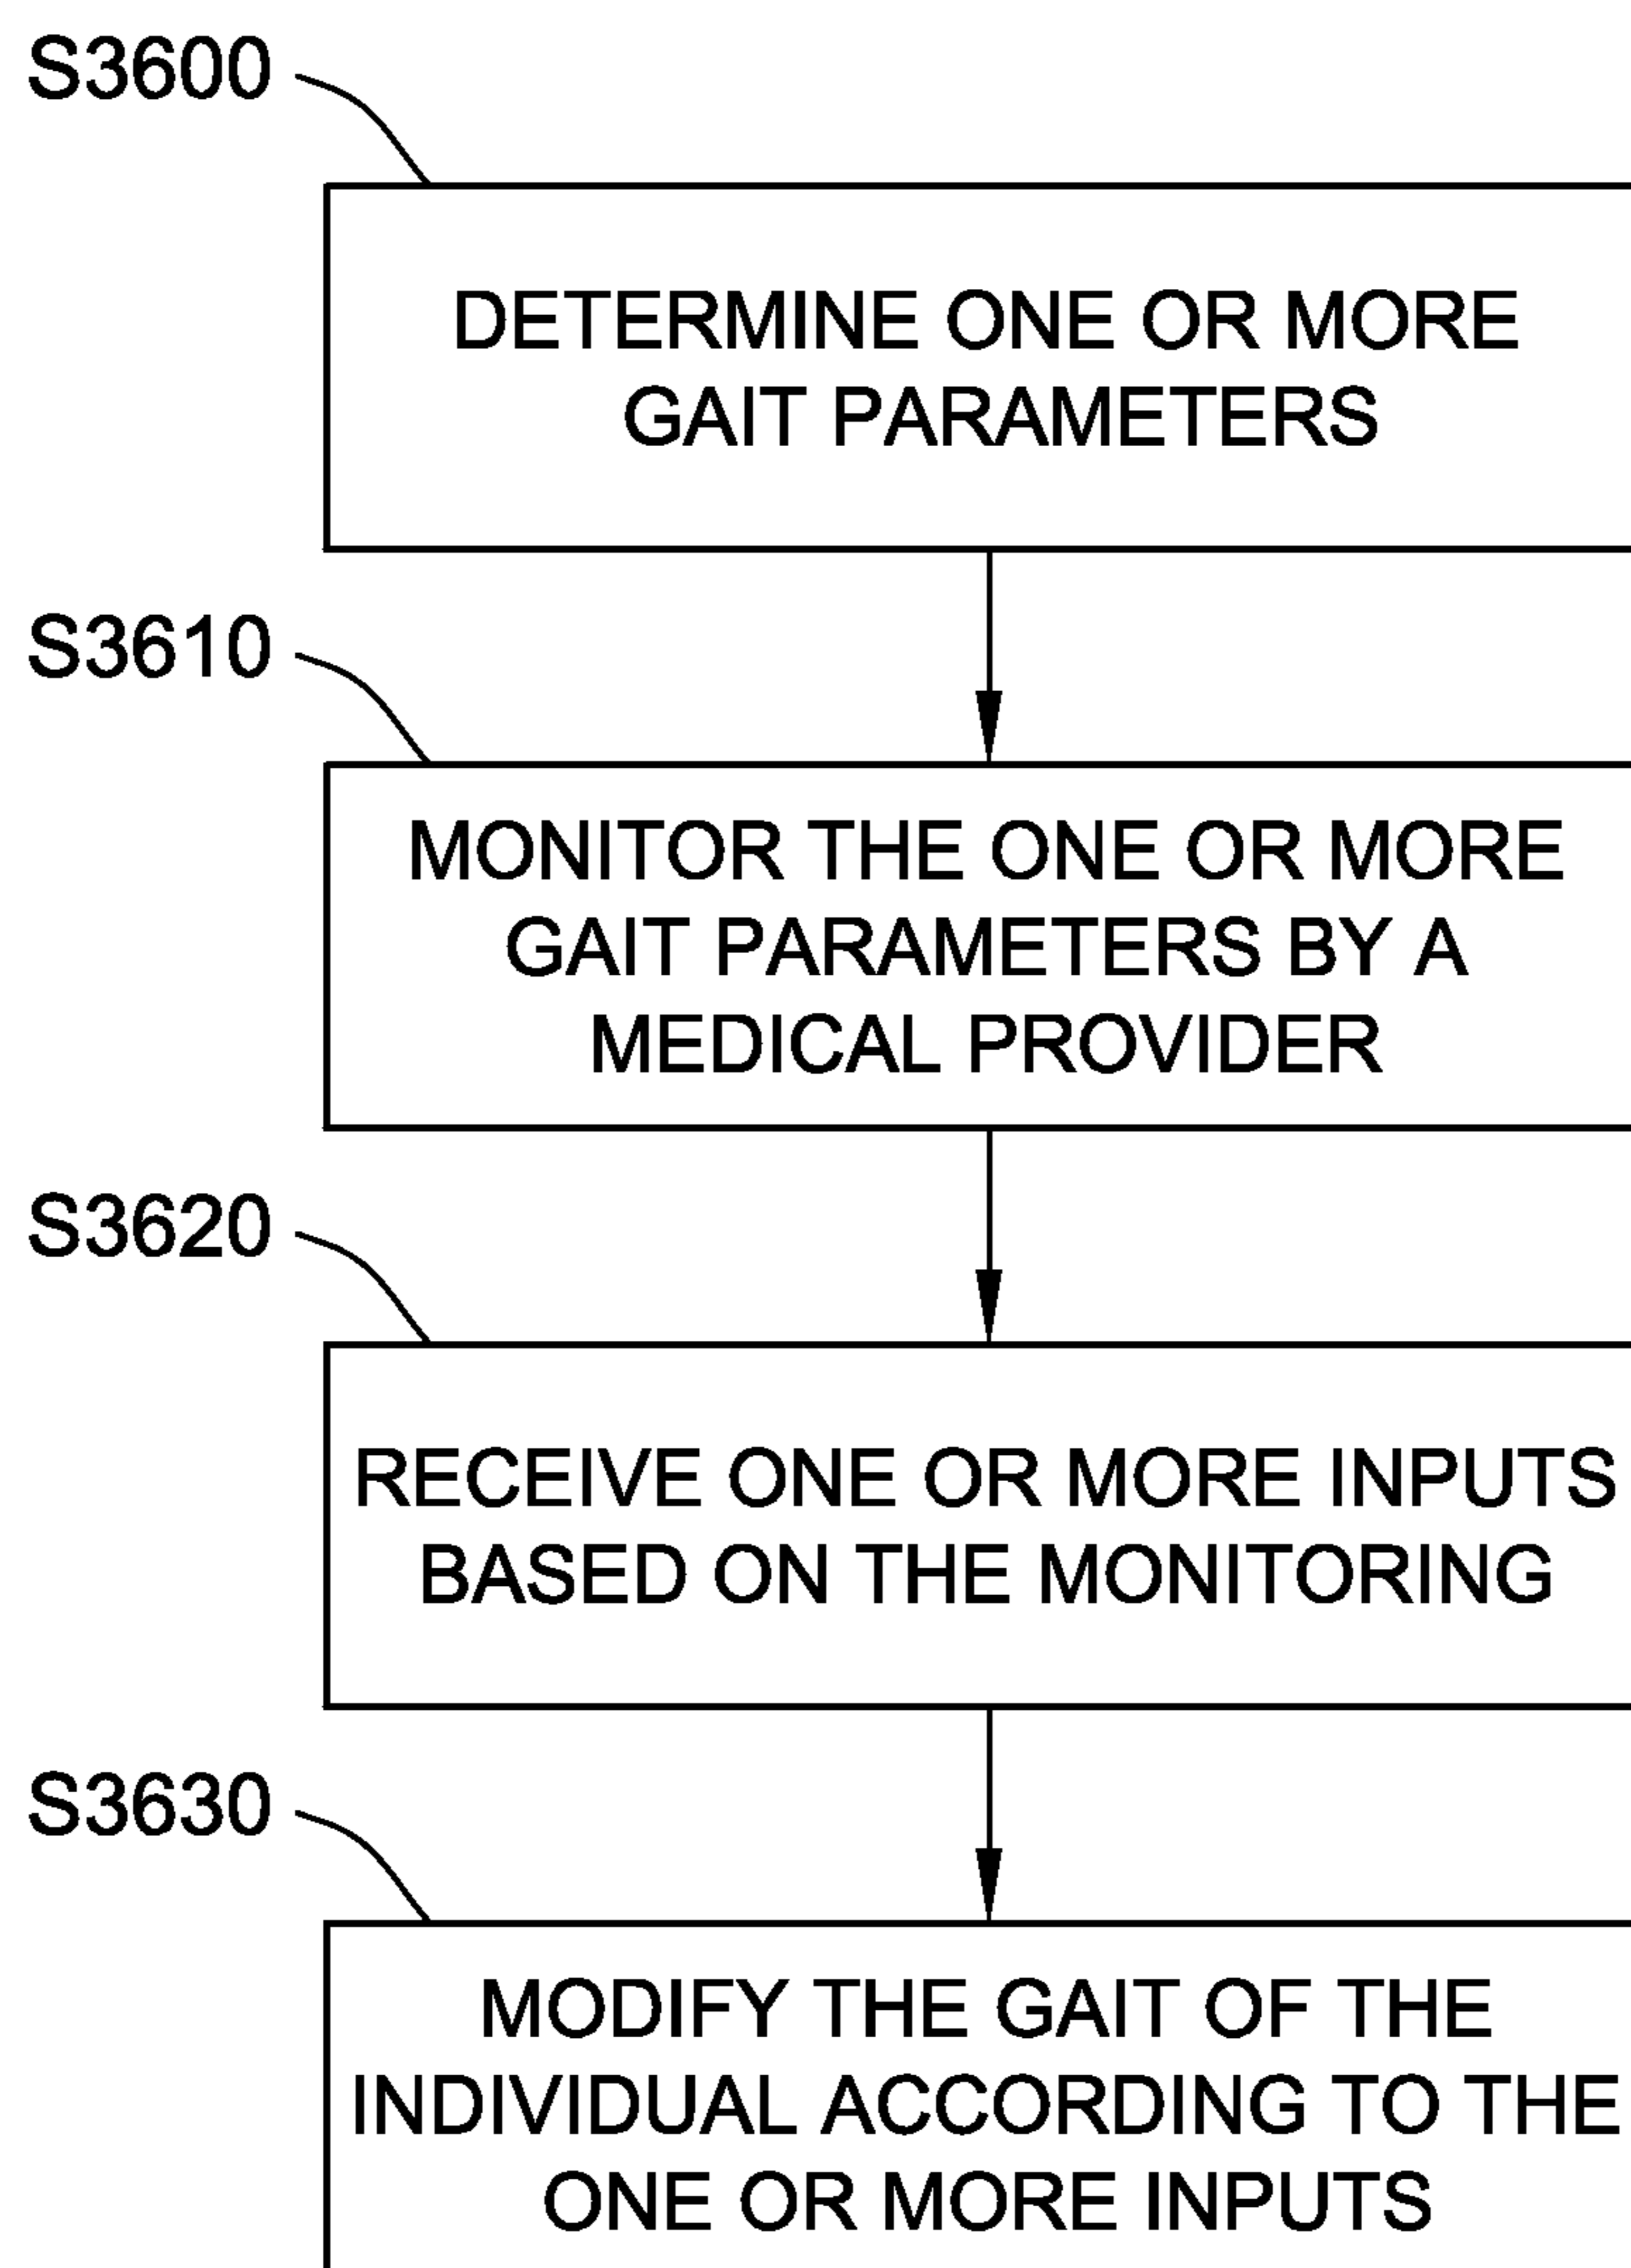 S3600
DETERMINE ONE OR MORE
GAIT PARAMETERS
S3610
MONITOR THE ONE OR MORE
GAIT PARAMETERS BY A
MEDICAL PROVIDER
S3620
RECEIVE ONE OR MORE INPUTS
BASED ON THE MONITORING
S3630
MODIFY THE GAIT OF THE
INDIVIDUAL ACCORDING TO THE
ONE OR MORE INPUTS